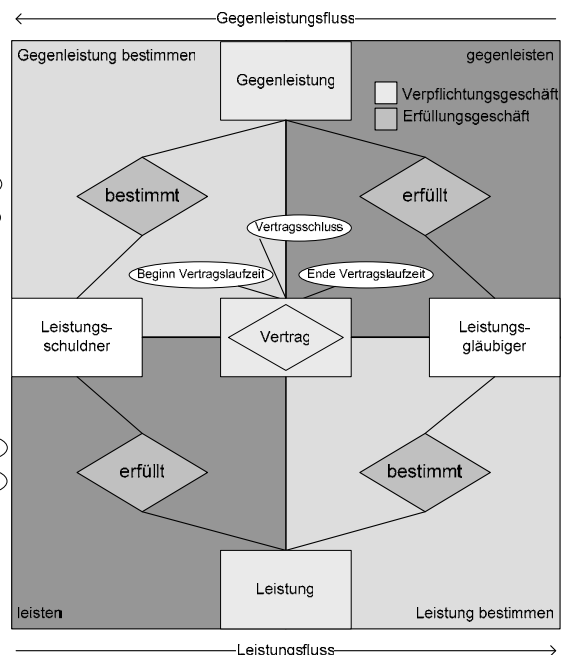 Gegenleistungsfluss
Gegenleistung bestimmen
Gegenleistung
gegenleisten
Verpflichtungsgeschäft
Erfüllungsgeschäft
bestimmt
erfüllt
Vertragsschluss
Beginn Vertragslaufzeit
Ende Vertragslaufzeit
Leistungs-
schuldner
Vertrag
Leistungs-
gläubiger
erfüllt
bestimmt
Leistung
leisten
Leistung bestimmen
Leistungsfluss